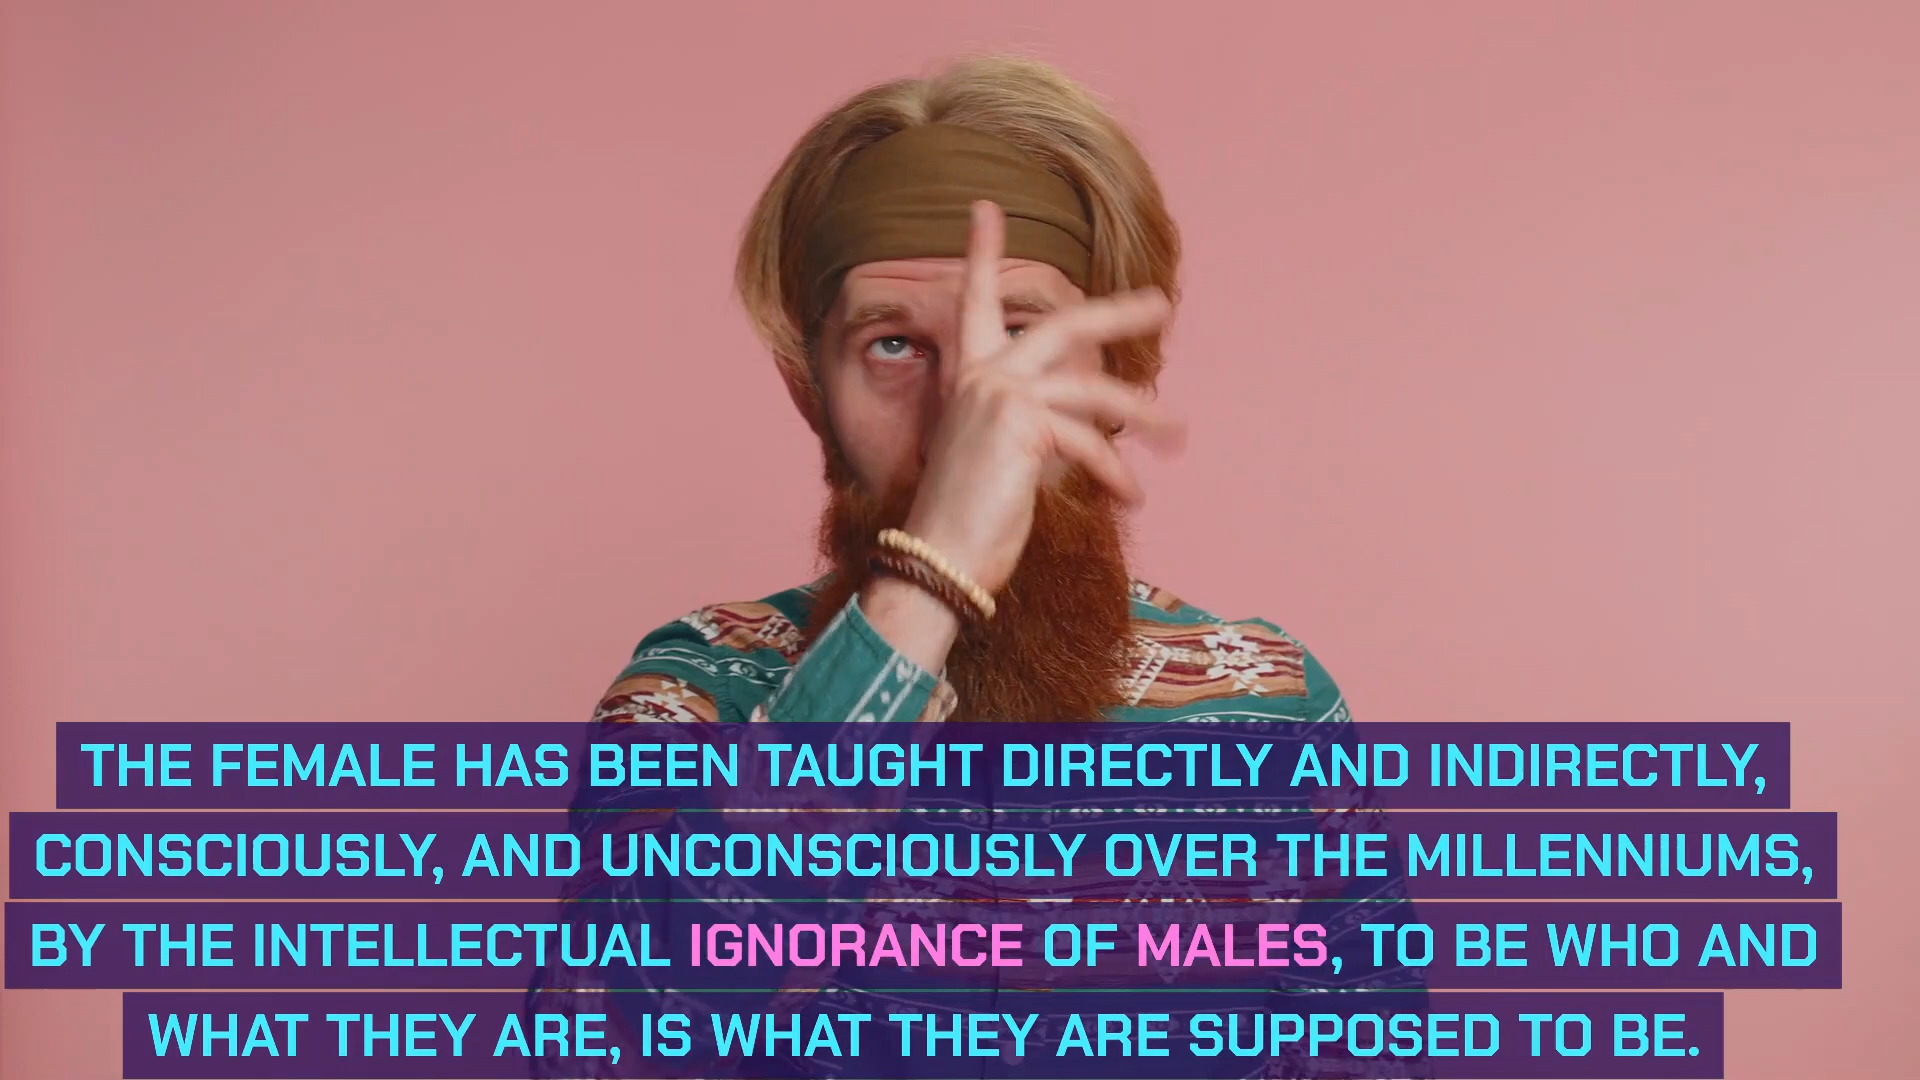 THE FEMALE HAS BEEN TAUGHT DIRECTLY AND INDIRECTLY,
CONSCIOUSLY, AND UNCONSCIOUSLY OVER THE MILLENNIUMS,
BY THE INTELLECTUAL IGNORANCE OF MALES, TO BE WHO AND
WHAT THEY ARE, IS WHAT THEY ARE SUPPOSED TO BE.